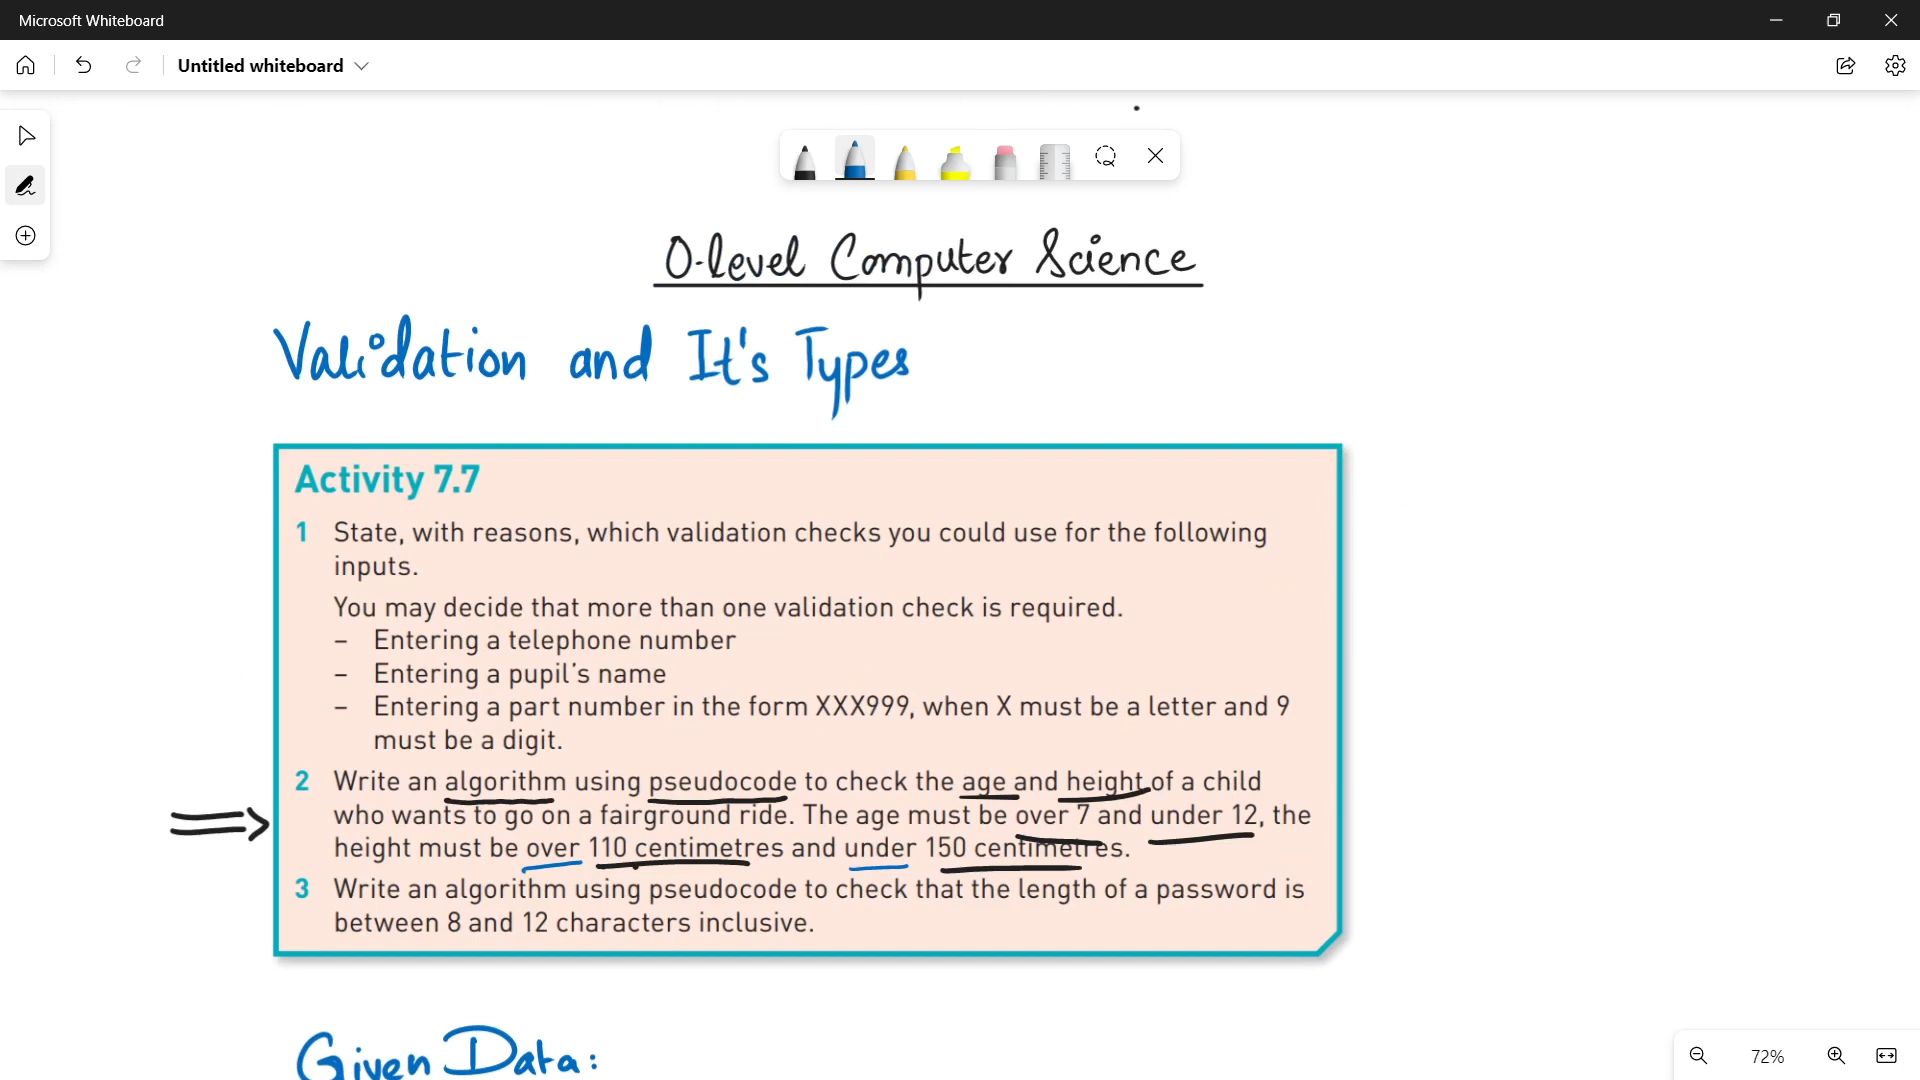 Microsoft Whiteboard
Untitled whiteboard
O-level Computer Science
Validation and It's Types
Activity 7.7
1 State, with reasons, which validation checks you could use for the following
inputs.
You may decide that more than one validation check is required.
– Entering a telephone number
– Entering a pupil's name
– Entering a part number in the form XXX999, when X must be a letter and 9
must be a digit.
2 Write an algorithm using pseudocode to check the age and height of a child
who wants to go on a fairground ride. The age must be over 7 and under 12, the
height must be over 110 centimetres and under 150 centimetres.
3 Write an algorithm using pseudocode to check that the length of a password is
between 8 and 12 characters inclusive.
Given Data:
72%